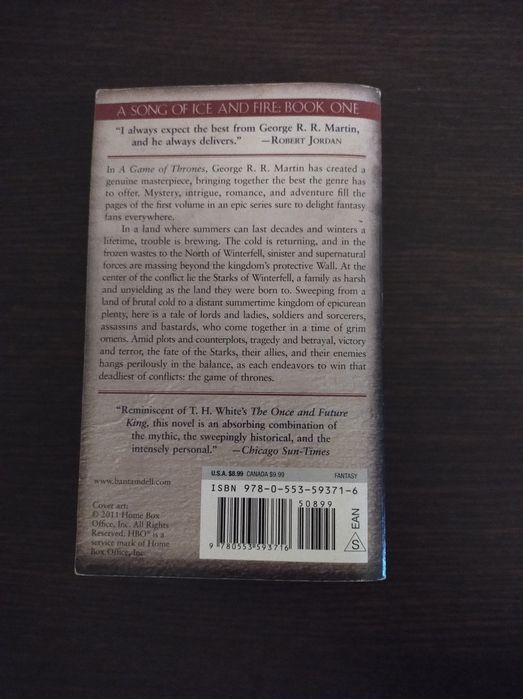 A SONG OF ICE AND FIRE: BOOK ONE
"I always expect the best from George R. R. Martin,
and he always delivers." —ROBERT JORDAN
In A Game of Thrones, George R. R. Martin has created a
genuine masterpiece, bringing together the best the genre has
to offer. Mystery, intrigue, romance, and adventure fill the
pages of the first volume in an epic series sure to delight fantasy
fans everywhere.
In a land where summers can last decades and winters a
lifetime, trouble is brewing. The cold is returning, and in the
frozen wastes to the North of Winterfell, sinister and supernatural
forces are massing beyond the kingdom's protective Wall. At the
center of the conflict lie the Starks of Winterfell, a family as harsh
and unyielding as the land they were born to. Sweeping from a
land of brutal cold to a distant summertime kingdom of epicurean
plenty, here is a tale of lords and ladies, soldiers and sorcerers,
assassins and bastards, who come together in a time of grim
omens. Amid plots and counterplots, tragedy and betrayal, victory
and terror, the fate of the Starks, their allies, and their enemies
hangs perilously in the balance, as each endeavors to win that
deadliest of conflicts: the game of thrones.
"Reminiscent of T. H. White's The Once and Future
King, this novel is an absorbing combination of
the mythic, the sweepingly historical, and the
intensely personal." —Chicago Sun-Times
www.bantamdell.com
Cover art:
© 2011 Home Box
Office, Inc. All Rights
Reserved. HBO® is a
service mark of Home
Box Office, Inc.
U.S.A. $8.99 CANADA $9.99 FANTASY
ISBN 978-0-553-59371-6
50899
9 780553 593716
S EAN